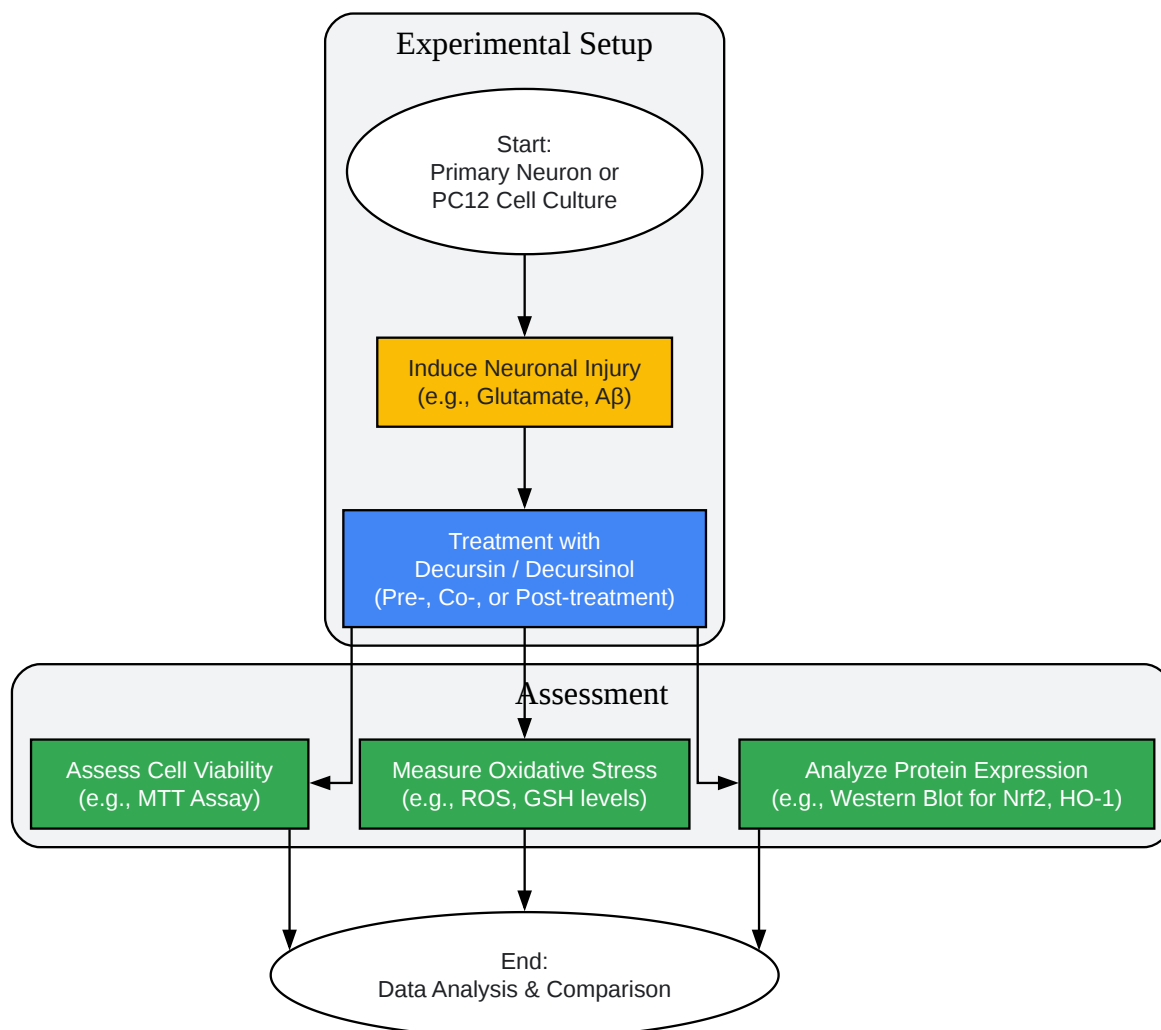 Experimental Setup
Start:
Primary Neuron or
PC12 Cell Culture
Induce Neuronal Injury
(e.g., Glutamate, Aβ)
Treatment with
Decursin / Decursinol
(Pre-, Co-, or Post-treatment)
Assessment
Assess Cell Viability
(e.g., MTT Assay)
Measure Oxidative Stress
(e.g., ROS, GSH levels)
Analyze Protein Expression
(e.g., Western Blot for Nrf2, HO-1)
End:
Data Analysis & Comparison